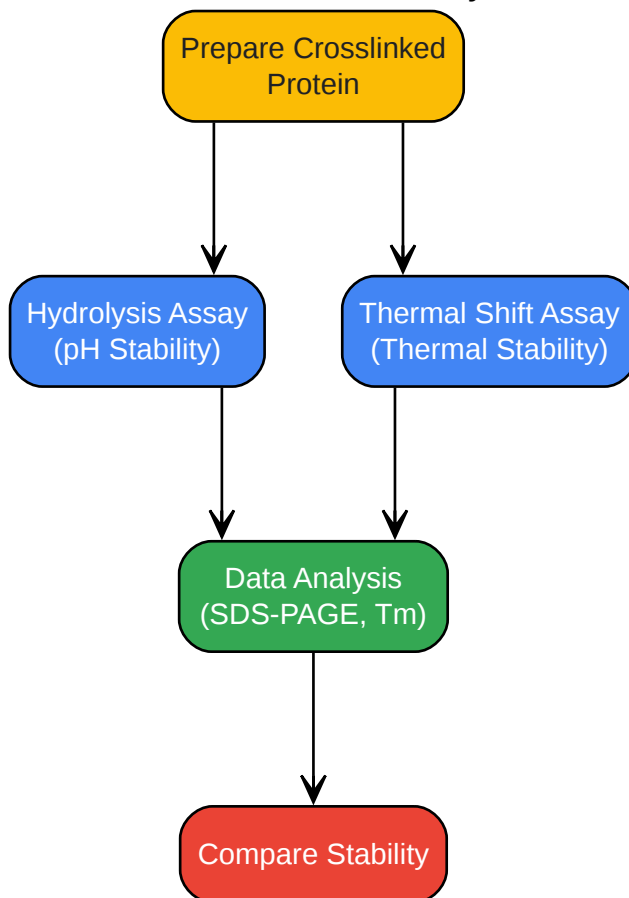 Prepare Crosslinked
Protein
Hydrolysis Assay
(pH Stability)
Thermal Shift Assay
(Thermal Stability)
Data Analysis
(SDS-PAGE, Tm)
Compare Stability